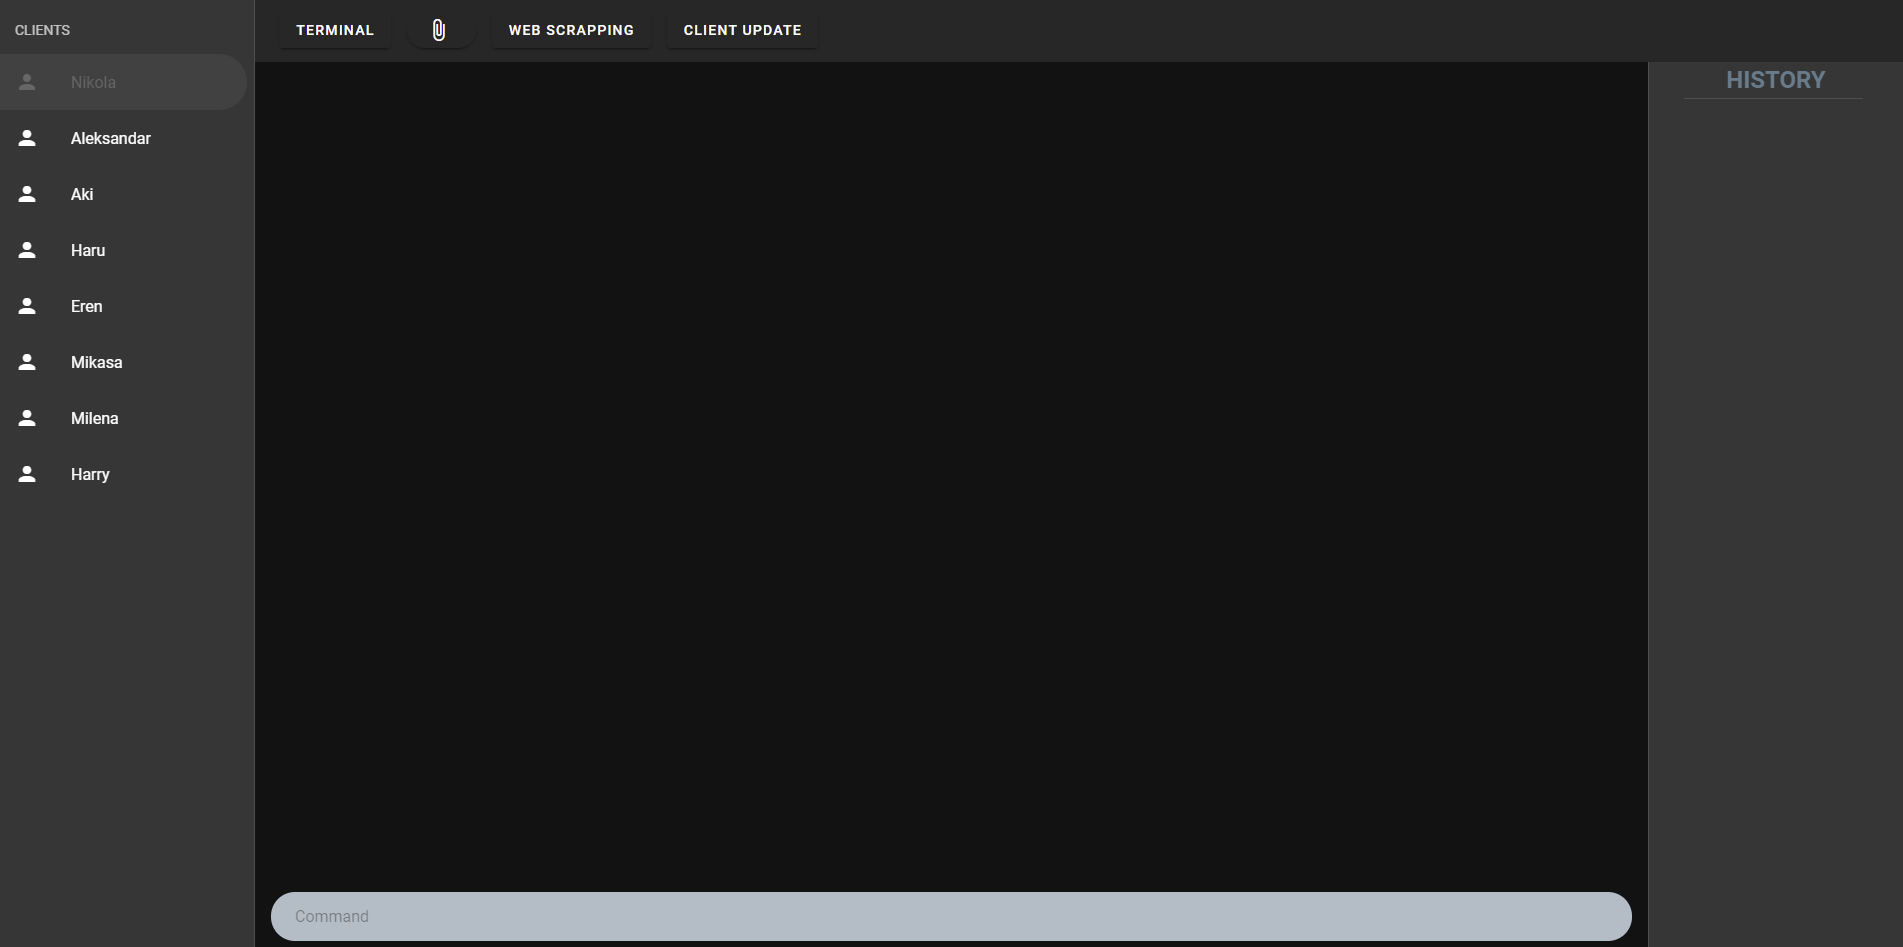 CLIENTS
Nikola
Aleksandar
Aki
Haru
Eren
Mikasa
Milena
Harry
TERMINAL
WEB SCRAPPING
CLIENT UPDATE
HISTORY
Command